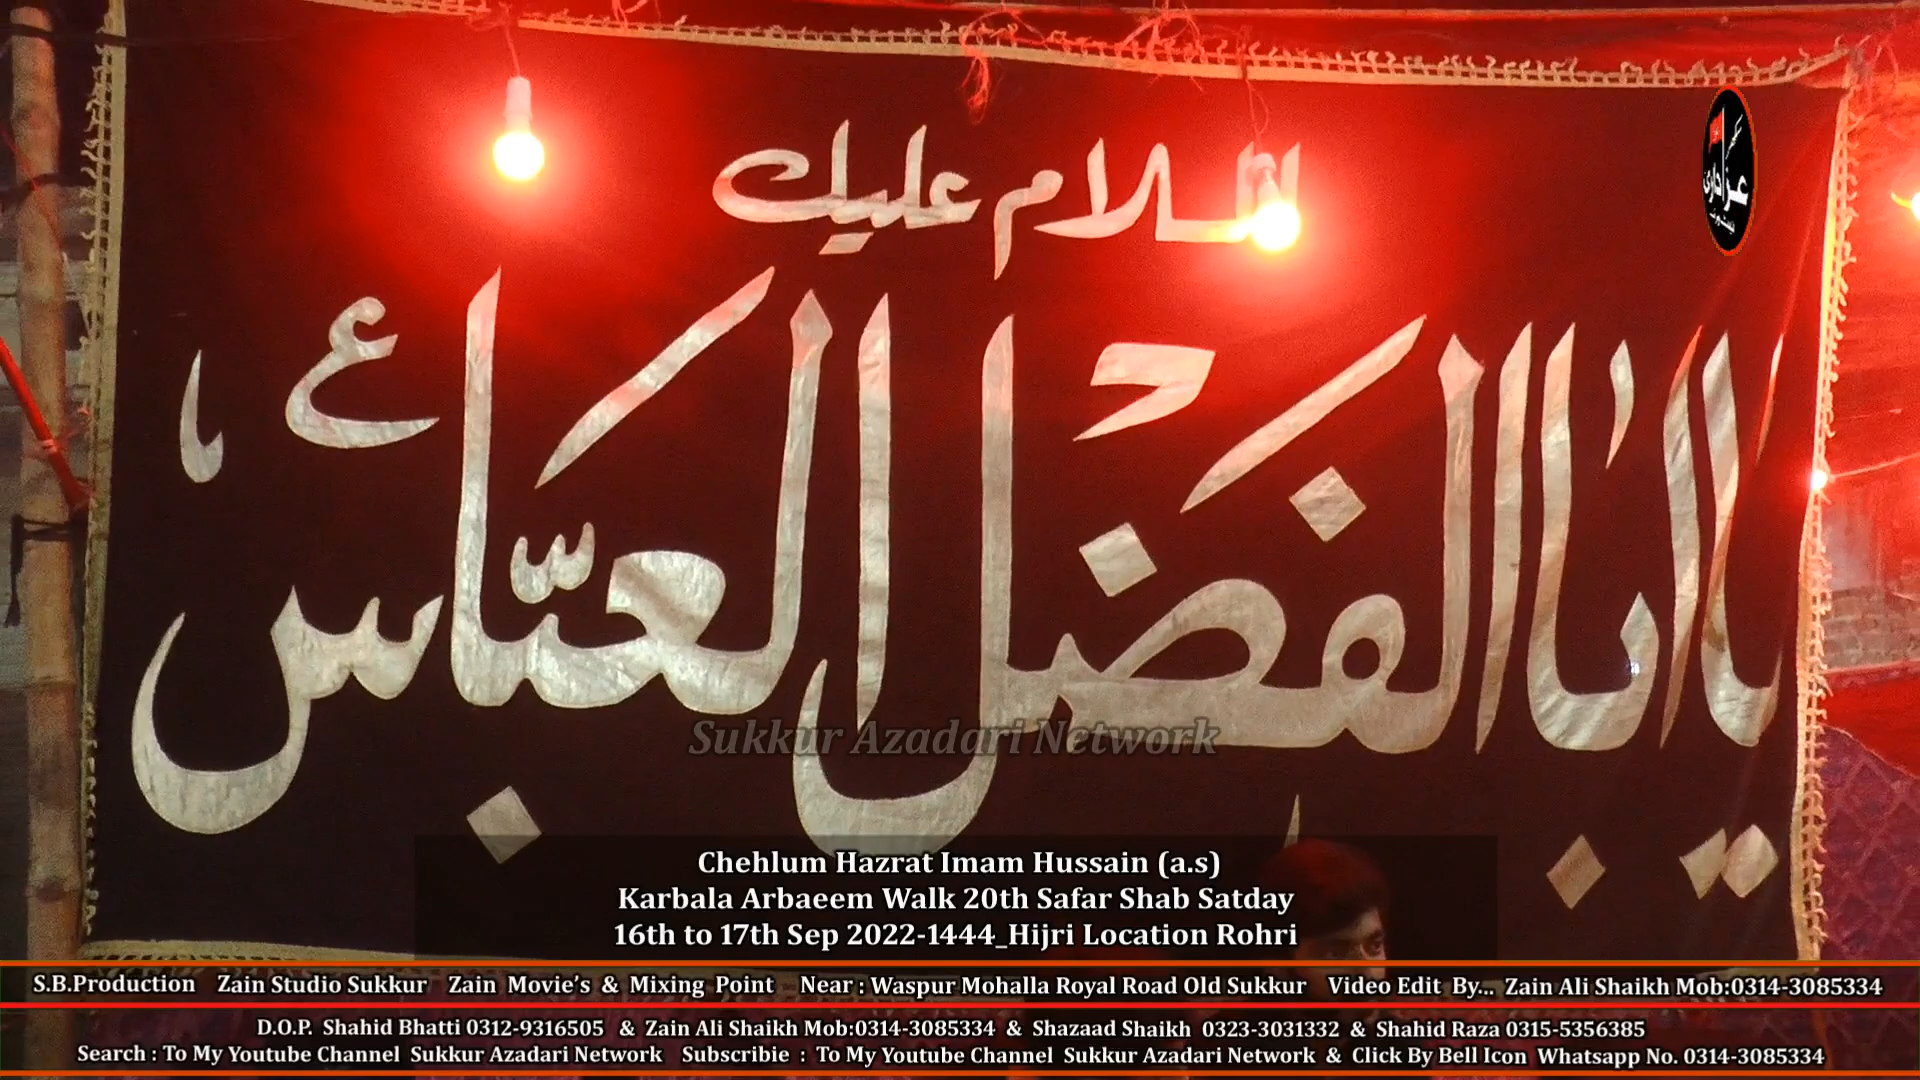 السلام عليك
يا ابا الفضل العباس ع
عزاداری
Sukkur Azadari Network
Chehlum Hazrat Imam Hussain (a.s)
Karbala Arbaeem Walk 20th Safar Shab Satday
16th to 17th Sep 2022-1444_Hijri Location Rohri
S.B.Production Zain Studio Sukkur Zain Movie's & Mixing Point Near : Waspur Mohalla Royal Road Old Sukkur Video Edit By... Zain Ali Shaikh Mob:0314-3085334
D.O.P. Shahid Bhatti 0312-9316505 & Zain Ali Shaikh Mob:0314-3085334 & Shazaad Shaikh 0323-3031332 & Shahid Raza 0315-5356385
Search : To My Youtube Channel Sukkur Azadari Network Subscribie : To My Youtube Channel Sukkur Azadari Network & Click By Bell Icon Whatsapp No. 0314-3085334